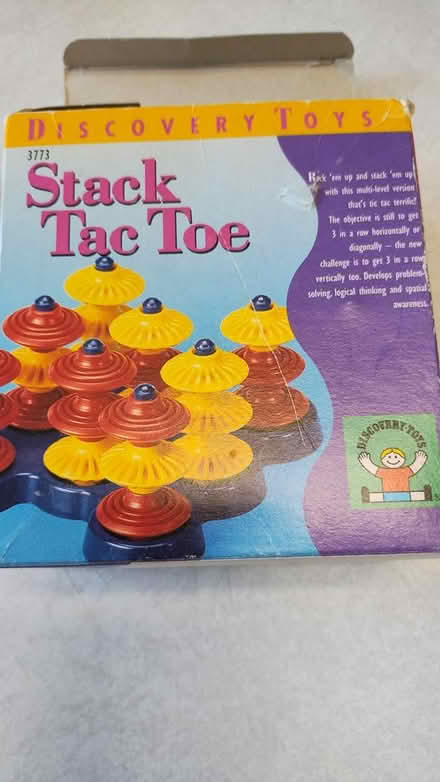 DISCOVERY TOYS
3773
Stack
Tac Toe
Rack 'em up and stack 'em up
with this multi-level version
that's tic tac terrific!
The objective is still to get
3 in a row horizontally or
diagonally — the new
challenge is to get 3 in a row
vertically too. Develops problem-
solving, logical thinking and spatial
awareness.
DISCOVERY TOYS